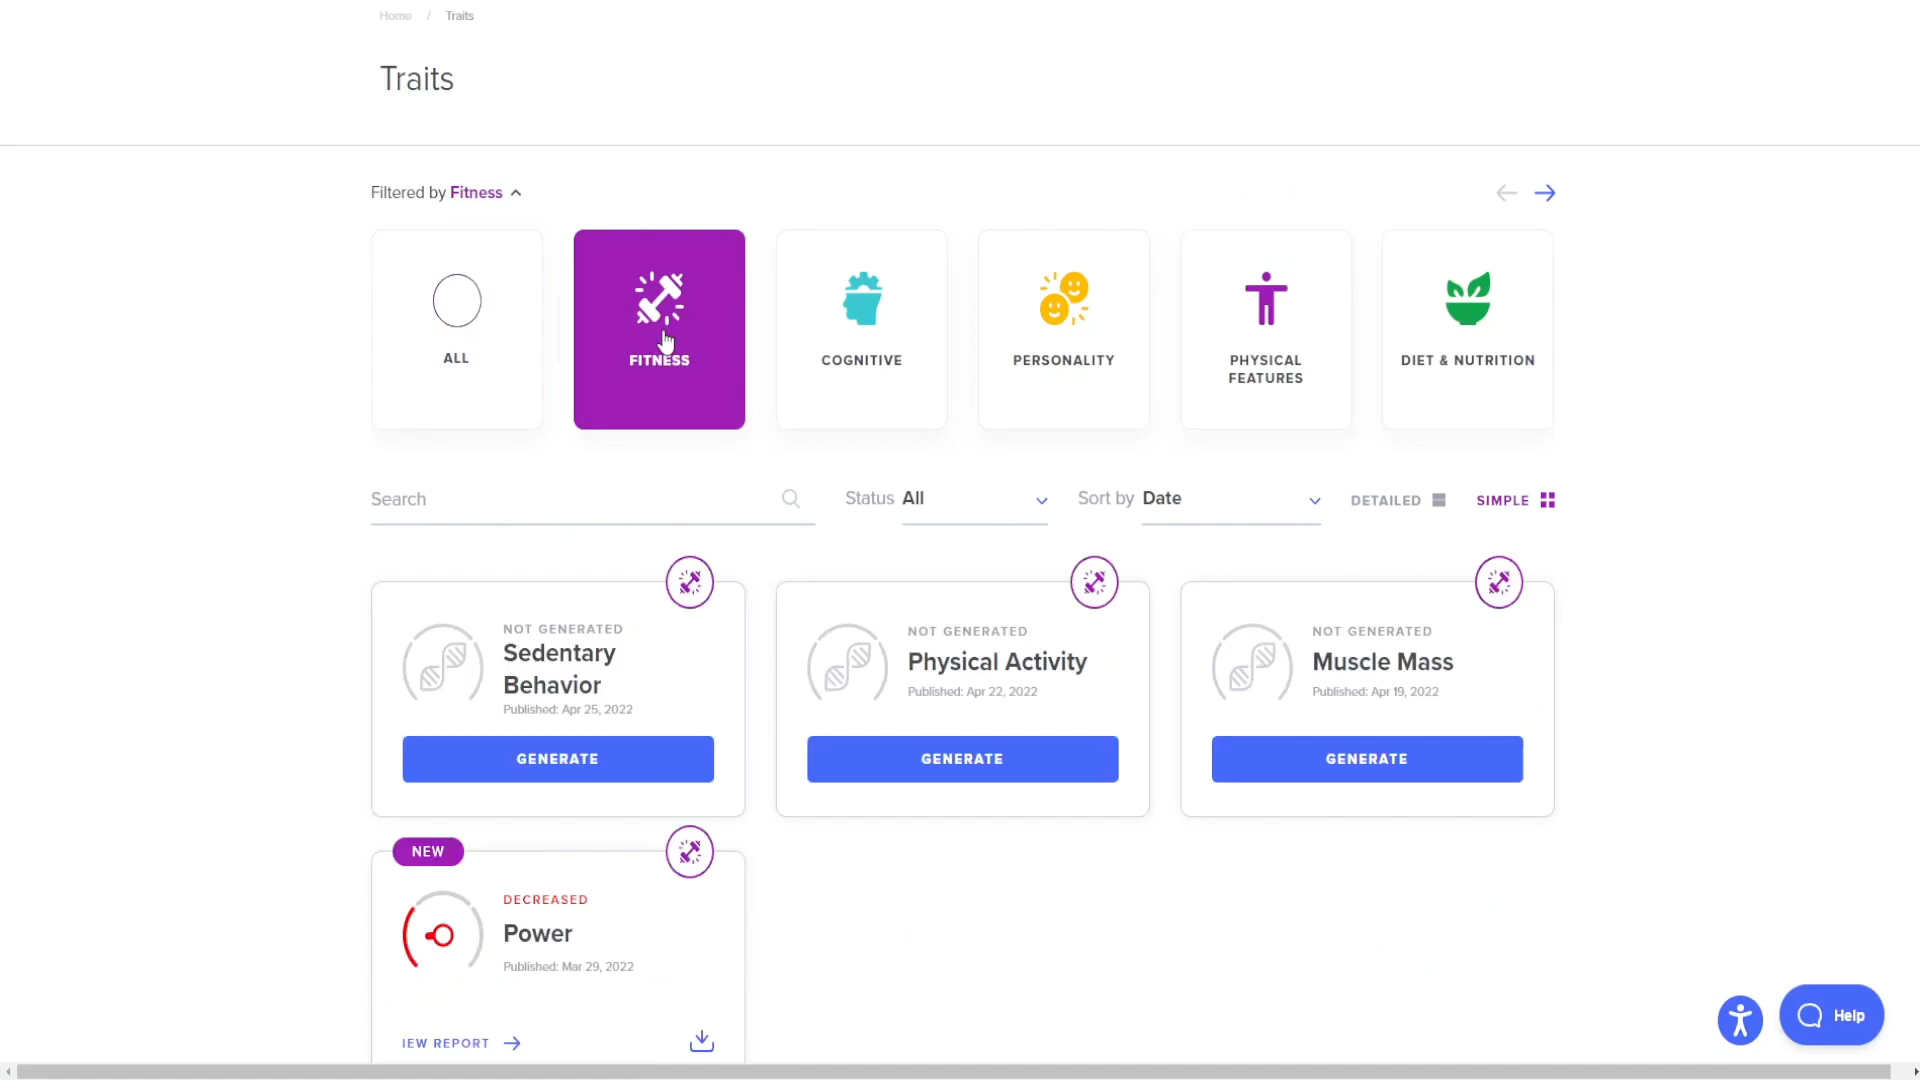 Home / Traits
Traits
Filtered by Fitness
ALL
FITNESS
COGNITIVE
PERSONALITY
PHYSICAL
FEATURES
DIET & NUTRITION
Search
Status All
Sort by Date
DETAILED
SIMPLE
NOT GENERATED
Sedentary
Behavior
Published: Apr 25, 2022
GENERATE
NOT GENERATED
Physical Activity
Published: Apr 22, 2022
GENERATE
NOT GENERATED
Muscle Mass
Published: Apr 19, 2022
GENERATE
NEW
DECREASED
Power
Published: Mar 29, 2022
IEW REPORT
Help